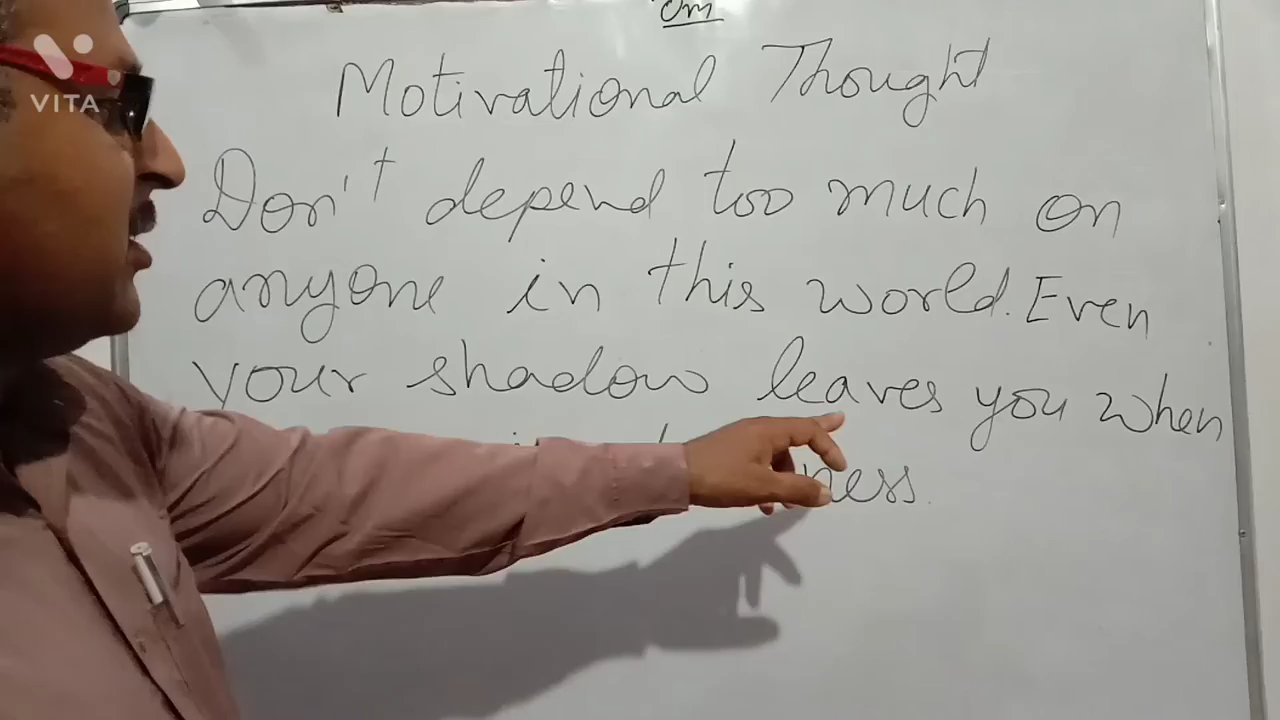 Om
VITA
Motivational Thought
Don't depend too much on
anyone in this world. Even
your shadow leaves you when
ness.